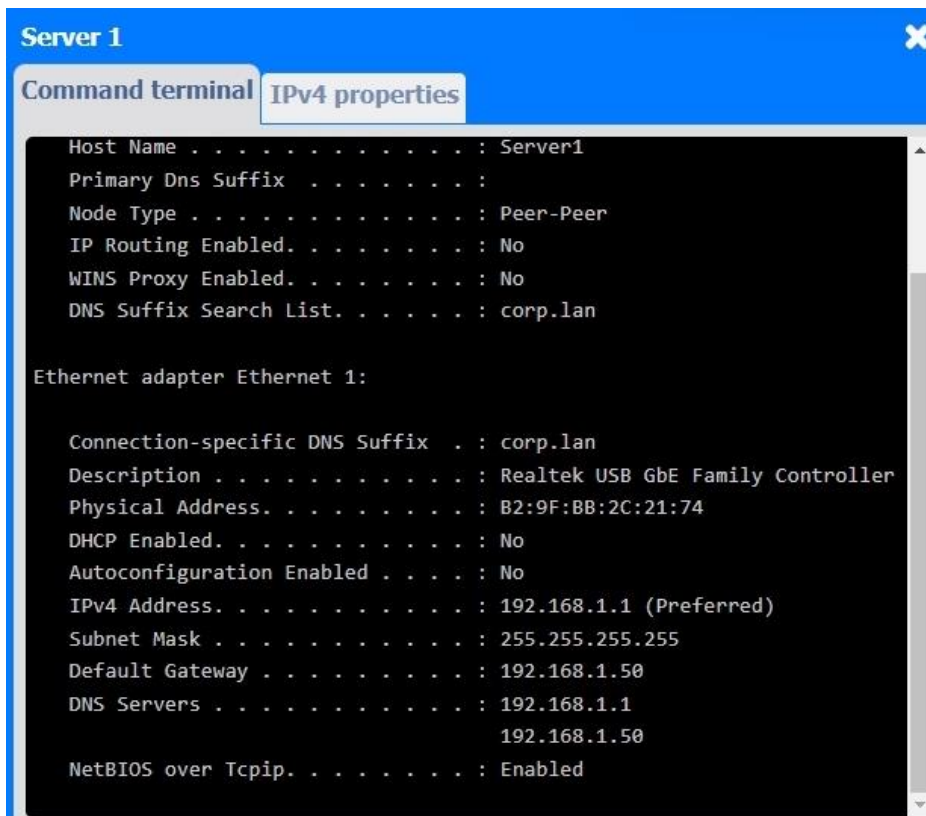 Server 1
Command terminal
IPv4 properties
Host Name . . . . . . . . . . . . : Server1
Primary Dns Suffix . . . . . . . :
Node Type . . . . . . . . . . . . : Peer-Peer
IP Routing Enabled. . . . . . . . : No
WINS Proxy Enabled. . . . . . . . : No
DNS Suffix Search List. . . . . . : corp.lan
Ethernet adapter Ethernet 1:
Connection-specific DNS Suffix . : corp.lan
Description . . . . . . . . . . . : Realtek USB GbE Family Controller
Physical Address. . . . . . . . . : B2:9F:BB:2C:21:74
DHCP Enabled. . . . . . . . . . . : No
Autoconfiguration Enabled . . . . : No
IPv4 Address. . . . . . . . . . . : 192.168.1.1 (Preferred)
Subnet Mask . . . . . . . . . . . : 255.255.255.255
Default Gateway . . . . . . . . . : 192.168.1.50
DNS Servers . . . . . . . . . . . : 192.168.1.1
192.168.1.50
NetBIOS over Tcpip. . . . . . . . : Enabled